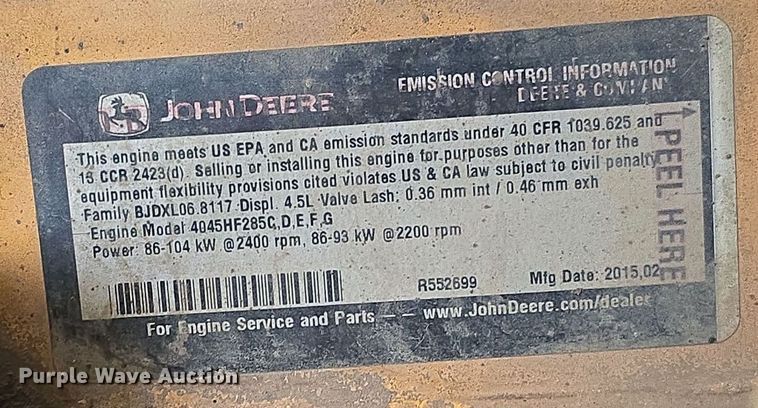 JOHN DEERE
EMISSION CONTROL INFORMATION
DEERE & COMPANY
This engine meets US EPA and CA emission standards under 40 CFR 1039.625 and
13 CCR 2423(d). Selling or installing this engine for purposes other than for the
equipment flexibility provisions cited violates US & CA law subject to civil penalty.
Family BJDXL06.8117 Displ. 4.5L Valve Lash: 0.36 mm int / 0.46 mm exh
Engine Model 4045HF285C,D,E,F,G
Power: 86-104 kW @2400 rpm, 86-93 kW @2200 rpm
PEEL HERE
R552699
Mfg Date: 2015,02
For Engine Service and Parts -- www.JohnDeere.com/dealer
Purple Wave Auction